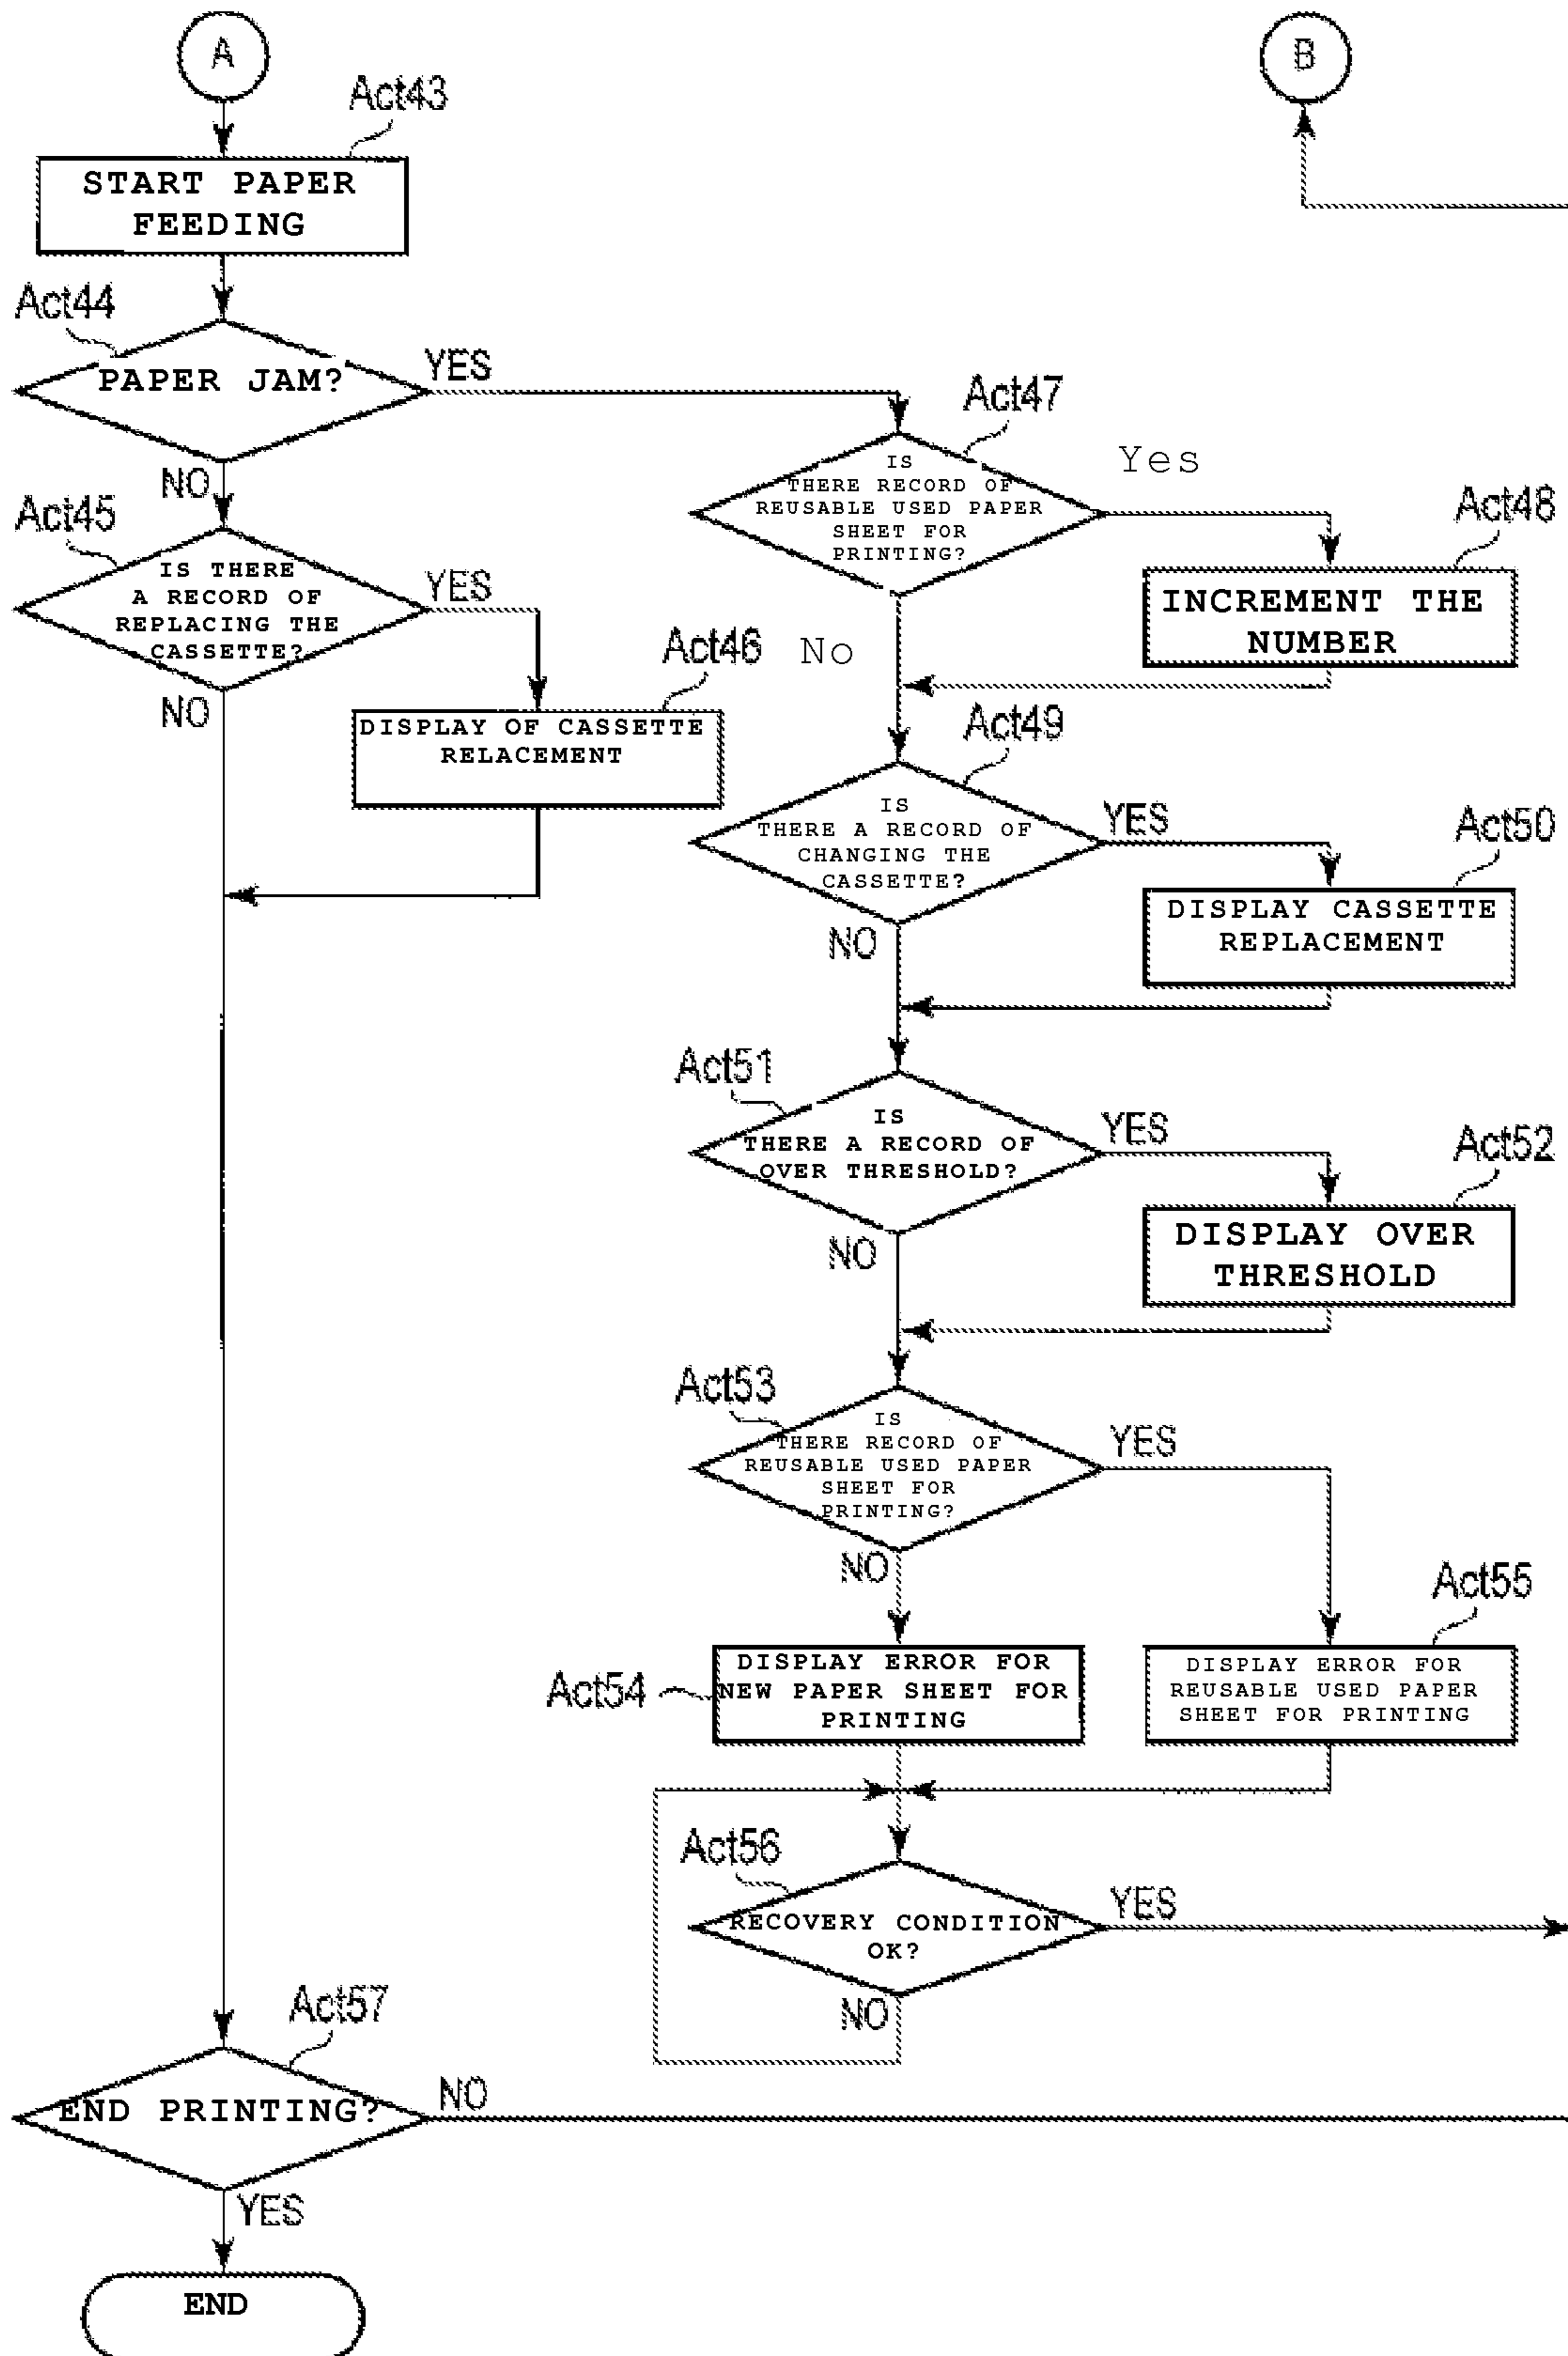 A
B
Act43
START PAPER
FEEDING
Act44
PAPER JAM?
YES
NO
Act47
IS
THERE RECORD OF
REUSABLE USED PAPER
SHEET FOR
PRINTING?
Yes
No
Act48
INCREMENT THE
NUMBER
Act45
IS THERE
A RECORD OF
REPLACING THE
CASSETTE?
YES
NO
Act46
DISPLAY OF CASSETTE
RELACEMENT
Act49
IS
THERE A RECORD OF
CHANGING THE
CASSETTE?
YES
NO
Act50
DISPLAY CASSETTE
REPLACEMENT
Act51
IS
THERE A RECORD OF
OVER THRESHOLD?
YES
NO
Act52
DISPLAY OVER
THRESHOLD
Act53
IS
THERE RECORD OF
REUSABLE USED PAPER
SHEET FOR
PRINTING?
YES
NO
Act54
DISPLAY ERROR FOR
NEW PAPER SHEET FOR
PRINTING
Act55
DISPLAY ERROR FOR
REUSABLE USED PAPER
SHEET FOR PRINTING
Act56
RECOVERY CONDITION
OK?
YES
NO
Act57
END PRINTING?
NO
YES
END